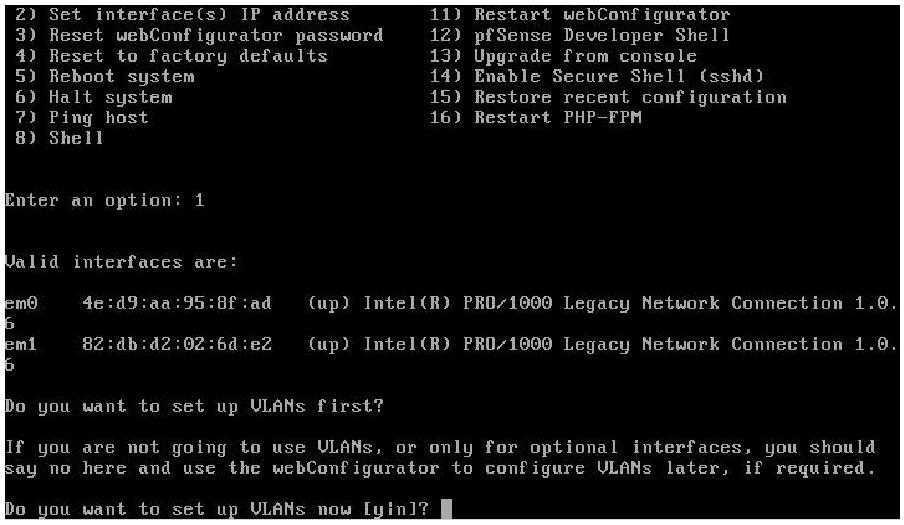 2) Set interface(s) IP address 11) Restart webConfigurator
3) Reset webConfigurator password 12) pfSense Developer Shell
4) Reset to factory defaults 13) Upgrade from console
5) Reboot system 14) Enable Secure Shell (sshd)
6) Halt system 15) Restore recent configuration
7) Ping host 16) Restart PHP-FPM
8) Shell
Enter an option: 1
Valid interfaces are:
em0 4e:d9:aa:95:8f:ad (up) Intel(R) PRO/1000 Legacy Network Connection 1.0.
6
em1 82:db:d2:02:6d:e2 (up) Intel(R) PRO/1000 Legacy Network Connection 1.0.
6
Do you want to set up VLANs first?
If you are not going to use VLANs, or only for optional interfaces, you should
say no here and use the webConfigurator to configure VLANs later, if required.
Do you want to set up VLANs now [y|n]?